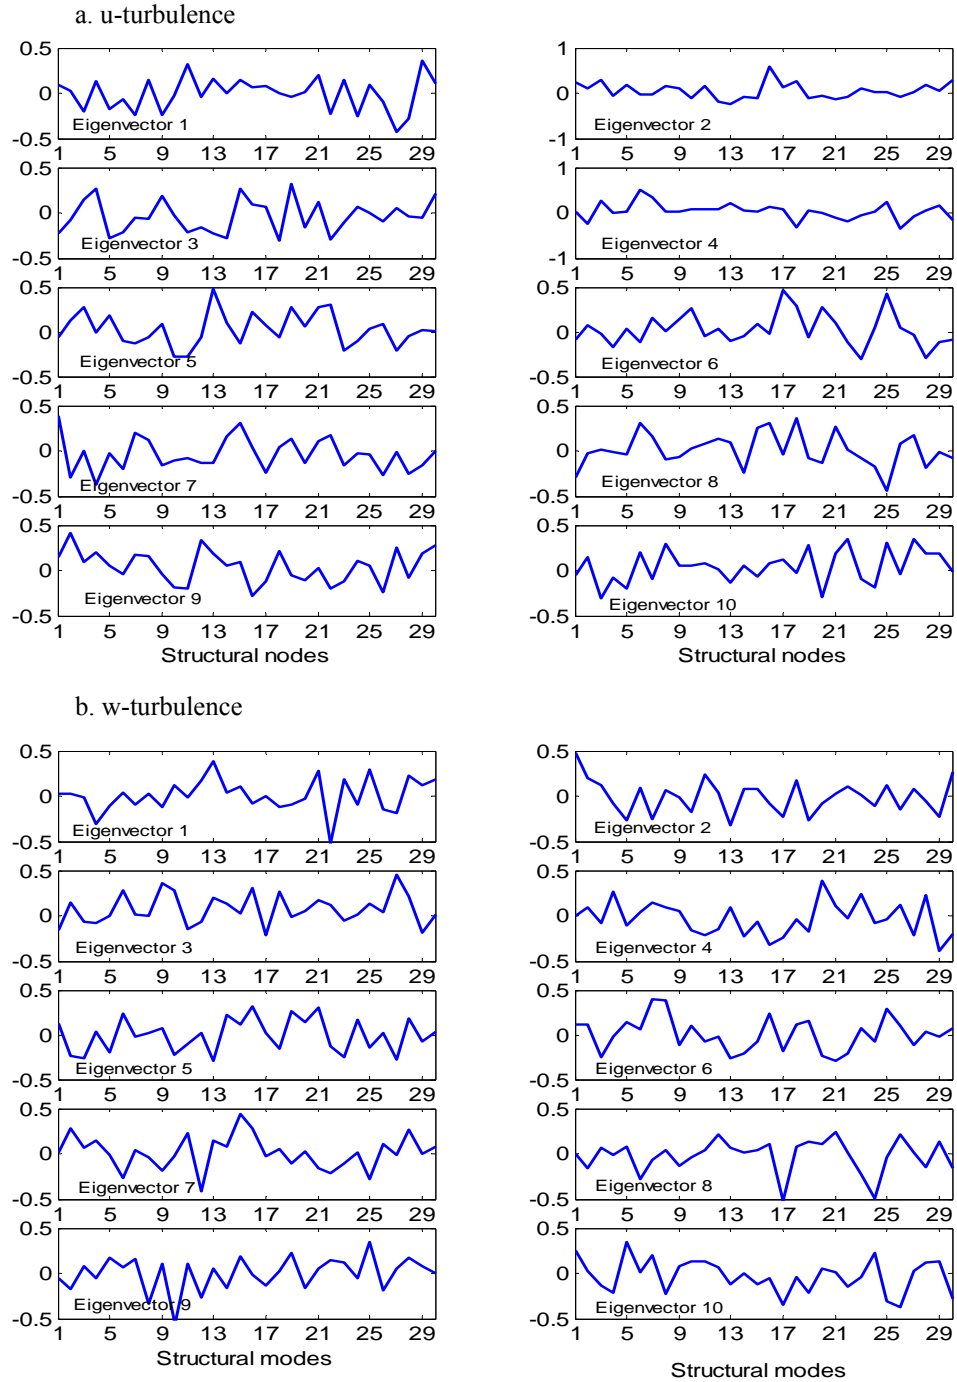 a. u-turbulence
0.5
0
-0.5
Eigenvector 1
1 5 9 13 17 21 25 29
1
0
-1
Eigenvector 2
1 5 9 13 17 21 25 29
0.5
0
-0.5
Eigenvector 3
1 5 9 13 17 21 25 29
1
0
-1
Eigenvector 4
1 5 9 13 17 21 25 29
0.5
0
-0.5
Eigenvector 5
1 5 9 13 17 21 25 29
0.5
0
-0.5
Eigenvector 6
1 5 9 13 17 21 25 29
0.5
0
-0.5
Eigenvector 7
1 5 9 13 17 21 25 29
0.5
0
-0.5
Eigenvector 8
1 5 9 13 17 21 25 29
0.5
0
-0.5
Eigenvector 9
1 5 9 13 17 21 25 29
Structural nodes
0.5
0
-0.5
Eigenvector 10
1 5 9 13 17 21 25 29
Structural nodes
b. w-turbulence
0.5
0
-0.5
Eigenvector 1
1 5 9 13 17 21 25 29
0.5
0
-0.5
Eigenvector 2
1 5 9 13 17 21 25 29
0.5
0
-0.5
Eigenvector 3
1 5 9 13 17 21 25 29
0.5
0
-0.5
Eigenvector 4
1 5 9 13 17 21 25 29
0.5
0
-0.5
Eigenvector 5
1 5 9 13 17 21 25 29
0.5
0
-0.5
Eigenvector 6
1 5 9 13 17 21 25 29
0.5
0
-0.5
Eigenvector 7
1 5 9 13 17 21 25 29
0.5
0
-0.5
Eigenvector 8
1 5 9 13 17 21 25 29
0.5
0
-0.5
Eigenvector 9
1 5 9 13 17 21 25 29
Structural modes
0.5
0
-0.5
Eigenvector 10
1 5 9 13 17 21 25 29
Structural modes